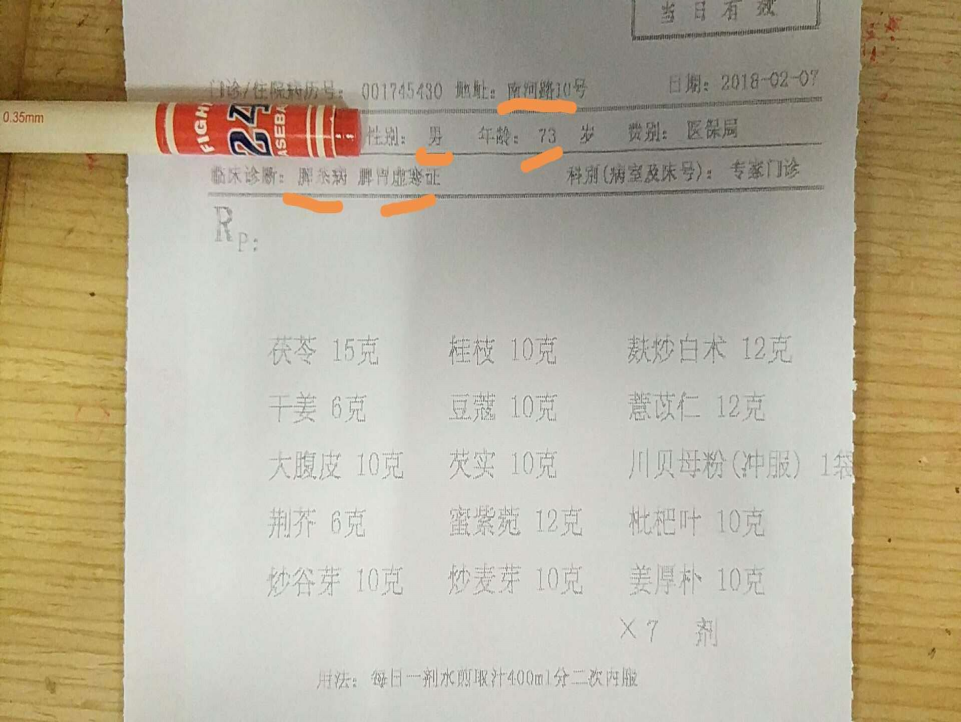 当日有效
门诊/住院病历号: 001745430 地址: 南河路10号 日期: 2018-02-07
0.35mm
FIGH
24
ASEBA
性别: 男 年龄: 73 岁 费别: 医保局
临床诊断: 脾系病 脾胃虚寒证 科别(病室及床号): 专家门诊
Rp:
茯苓 15克 桂枝 10克 麸炒白术 12克
干姜 6克 豆蔻 10克 薏苡仁 12克
大腹皮 10克 芡实 10克 川贝母粉(冲服) 1袋
荆芥 6克 蜜紫菀 12克 枇杷叶 10克
炒谷芽 10克 炒麦芽 10克 姜厚朴 10克
×7 剂
用法: 每日一剂水煎取汁400ml分二次内服